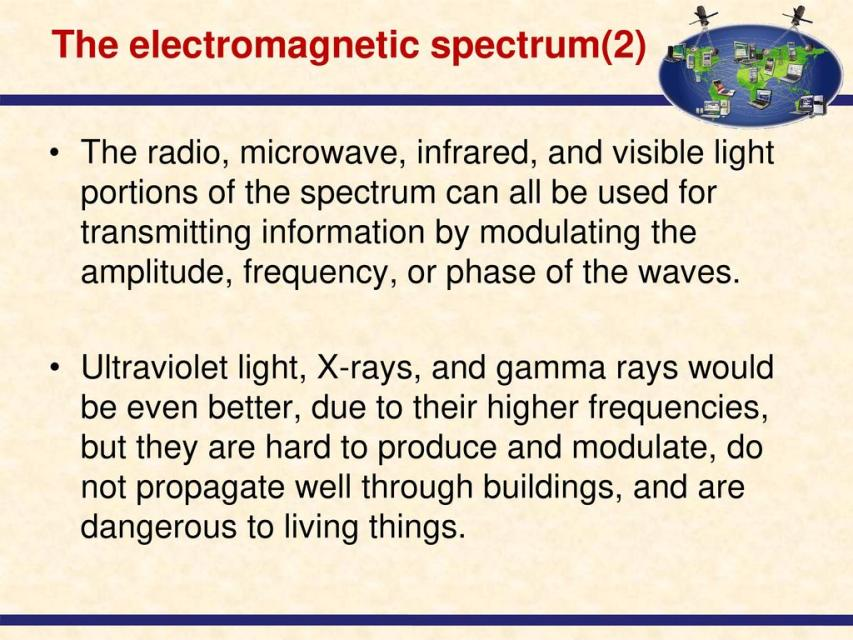 The electromagnetic spectrum(2)
• The radio, microwave, infrared, and visible light
portions of the spectrum can all be used for
transmitting information by modulating the
amplitude, frequency, or phase of the waves.
• Ultraviolet light, X-rays, and gamma rays would
be even better, due to their higher frequencies,
but they are hard to produce and modulate, do
not propagate well through buildings, and are
dangerous to living things.